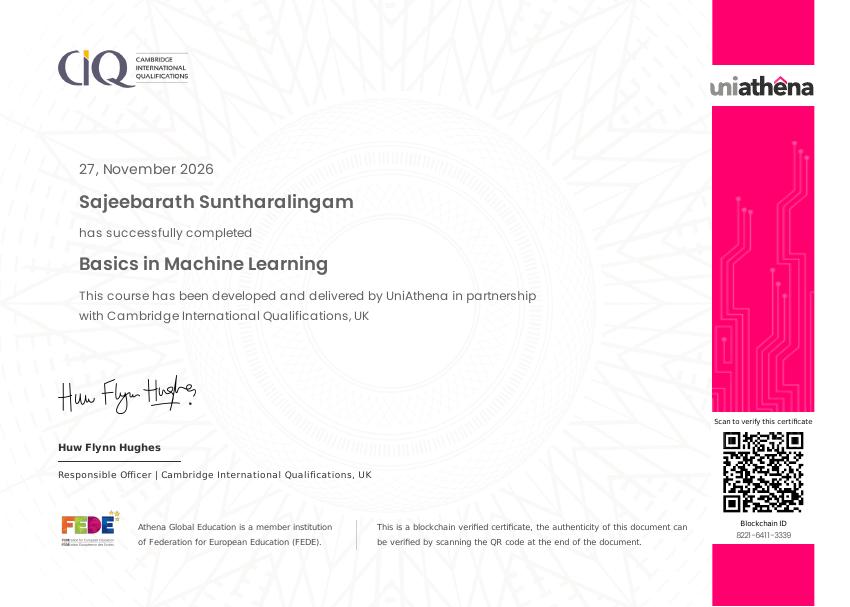 CIQ
CAMBRIDGE
INTERNATIONAL
QUALIFICATIONS
uniathêna
27, November 2026
Sajeebarath Suntharalingam
has successfully completed
Basics in Machine Learning
This course has been developed and delivered by UniAthena in partnership
with Cambridge International Qualifications, UK
Huw Flynn Hughes
Huw Flynn Hughes
Responsible Officer | Cambridge International Qualifications, UK
Scan to verify this certificate
Blockchain ID
8221-6411-3339
FEDE
Athena Global Education is a member institution
of Federation for European Education (FEDE).
This is a blockchain verified certificate, the authenticity of this document can
be verified by scanning the QR code at the end of the document.